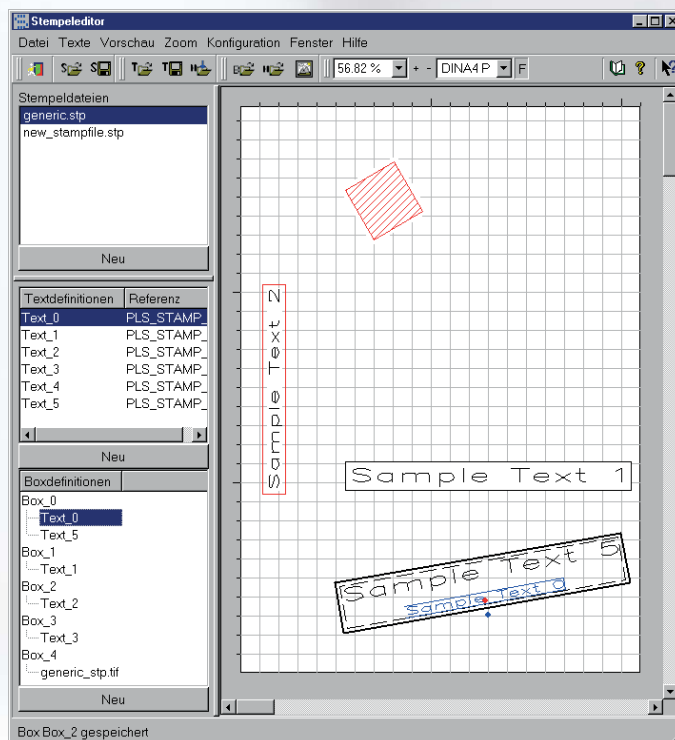 Stempeleditor
Datei Texte Vorschau Zoom Konfiguration Fenster Hilfe
56.82 % + - DINA4 P F
Stempeldateien
generic.stp
new_stampfile.stp
Neu
Textdefinitionen Referenz
Text_0 PLS_STAMP_
Text_1 PLS_STAMP_
Text_2 PLS_STAMP_
Text_3 PLS_STAMP_
Text_4 PLS_STAMP_
Text_5 PLS_STAMP_
Neu
Boxdefinitionen
Box_0
Text_0
Text_5
Box_1
Text_1
Box_2
Text_2
Box_3
Text_3
Box_4
generic_stp.tif
Neu
Sample Text 2
Sample Text 1
Sample Text 5
Sample Text 0
Box Box_2 gespeichert